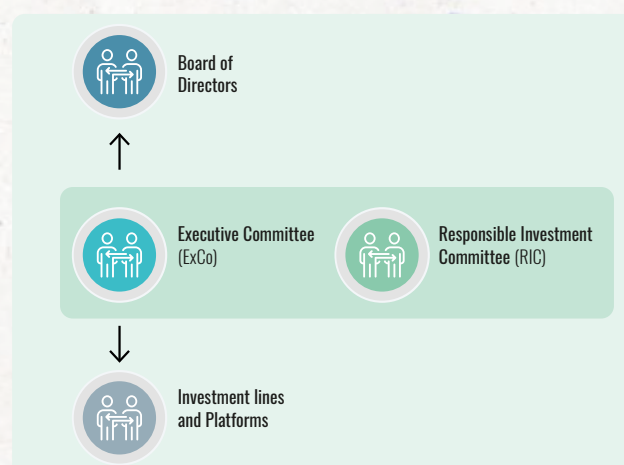 Board of
Directors
Executive Committee
(ExCo)
Responsible Investment
Committee (RIC)
Investment lines
and Platforms